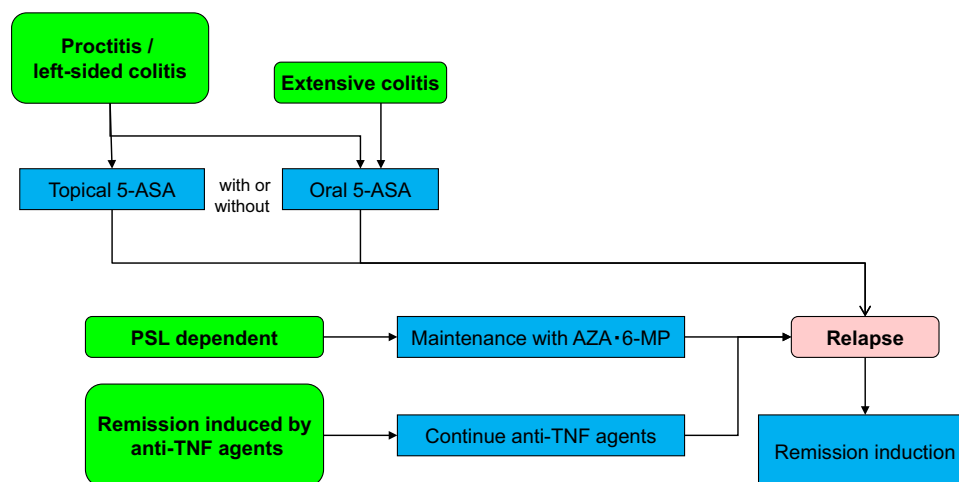 Proctitis /
left-sided colitis
Extensive colitis
Topical 5-ASA
with or
without
Oral 5-ASA
PSL dependent
Maintenance with AZA・6-MP
Relapse
Remission induced by
anti-TNF agents
Continue anti-TNF agents
Remission induction